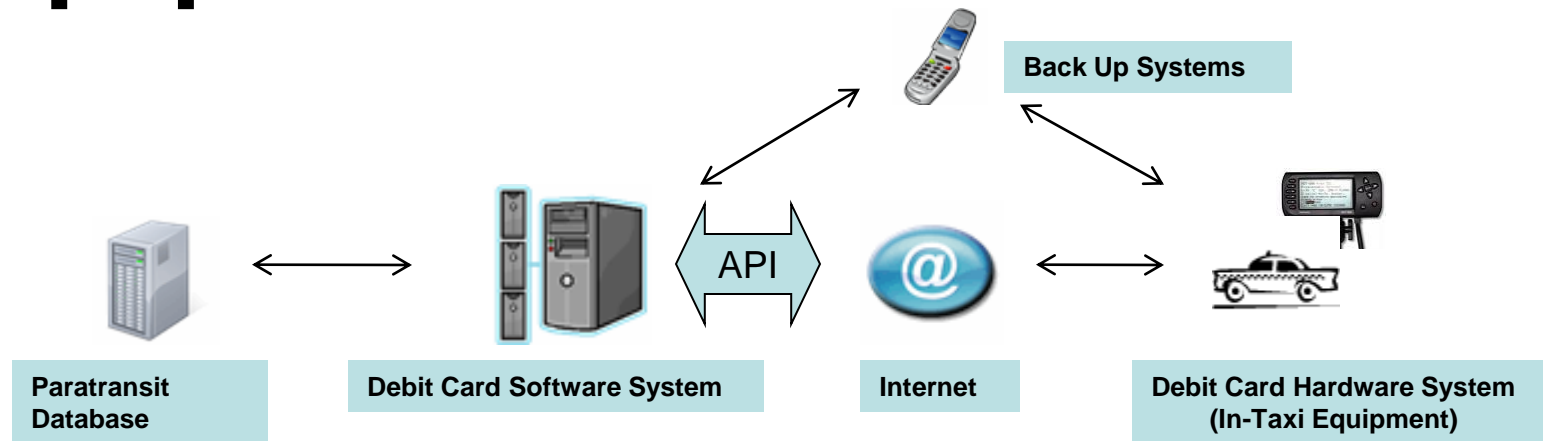 Back Up Systems
API
@
Paratransit
Database
Debit Card Software System
Internet
Debit Card Hardware System
(In-Taxi Equipment)